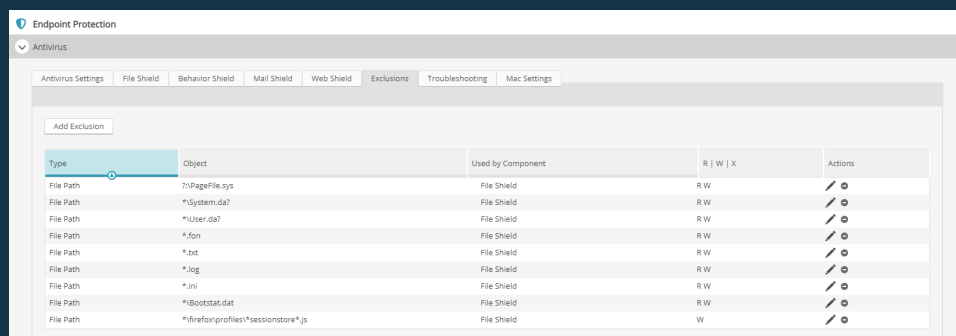 Endpoint Protection
Antivirus
Antivirus Settings File Shield Behavior Shield Mail Shield Web Shield Exclusions Troubleshooting Mac Settings
Add Exclusion
Type Object Used by Component R | W | X Actions
File Path ?:\PageFile.sys File Shield R W
File Path *\System.da? File Shield R W
File Path *\User.da? File Shield R W
File Path *.fon File Shield R W
File Path *.txt File Shield R W
File Path *.log File Shield R W
File Path *.ini File Shield R W
File Path *\Bootstat.dat File Shield R W
File Path *\firefox\profiles\*sessionstore*.js File Shield W